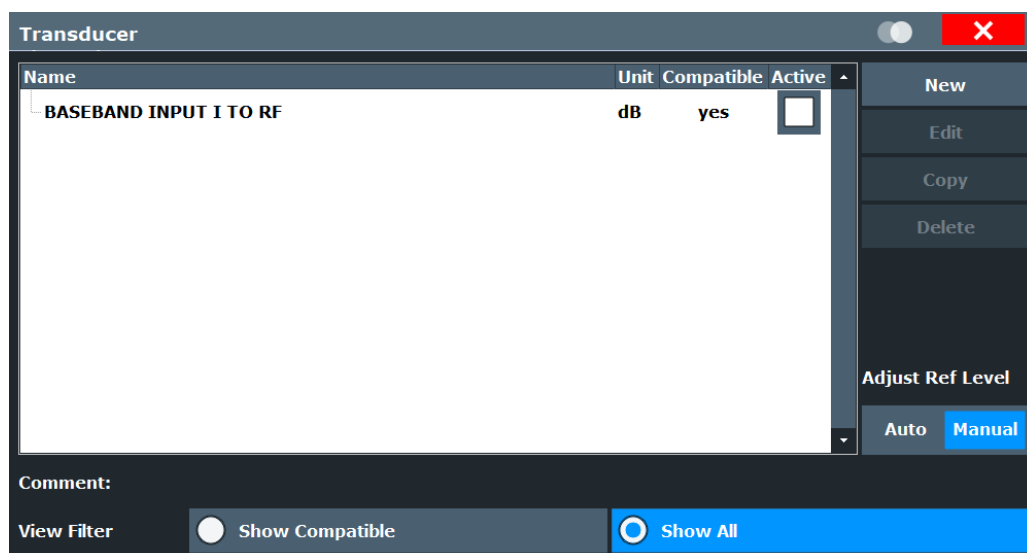 Transducer
Name Unit Compatible Active
BASEBAND INPUT I TO RF dB yes
New
Edit
Copy
Delete
Adjust Ref Level
Auto Manual
Comment:
View Filter Show Compatible Show All